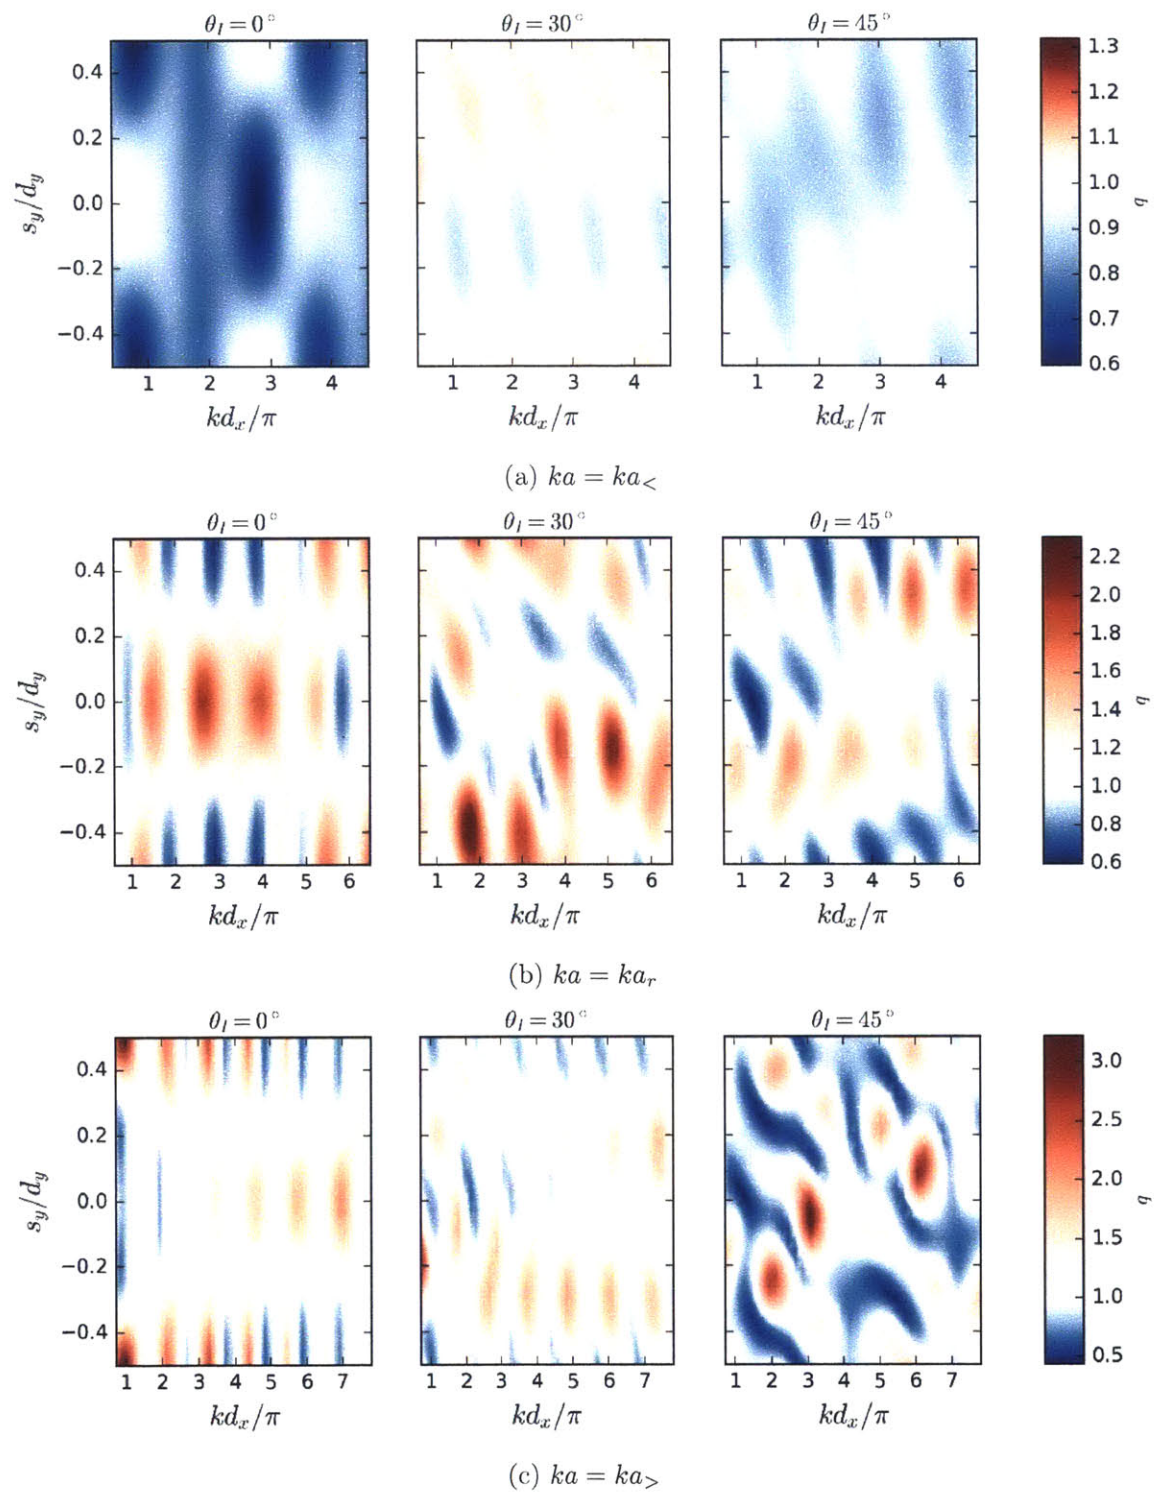 θ_I = 0° θ_I = 30° θ_I = 45°
0.4
0.2
0.0
−0.2
−0.4
s_y/d_y
1 2 3 4
1 2 3 4
1 2 3 4
kd_x/π kd_x/π kd_x/π
1.3
1.2
1.1
1.0
0.9
0.8
0.7
0.6
q
(a) ka = ka_<
θ_I = 0° θ_I = 30° θ_I = 45°
0.4
0.2
0.0
−0.2
−0.4
s_y/d_y
1 2 3 4 5 6
1 2 3 4 5 6
1 2 3 4 5 6
kd_x/π kd_x/π kd_x/π
2.2
2.0
1.8
1.6
1.4
1.2
1.0
0.8
0.6
q
(b) ka = ka_r
θ_I = 0° θ_I = 30° θ_I = 45°
0.4
0.2
0.0
−0.2
−0.4
s_y/d_y
1 2 3 4 5 6 7
1 2 3 4 5 6 7
1 2 3 4 5 6 7
kd_x/π kd_x/π kd_x/π
3.0
2.5
2.0
1.5
1.0
0.5
q
(c) ka = ka_>